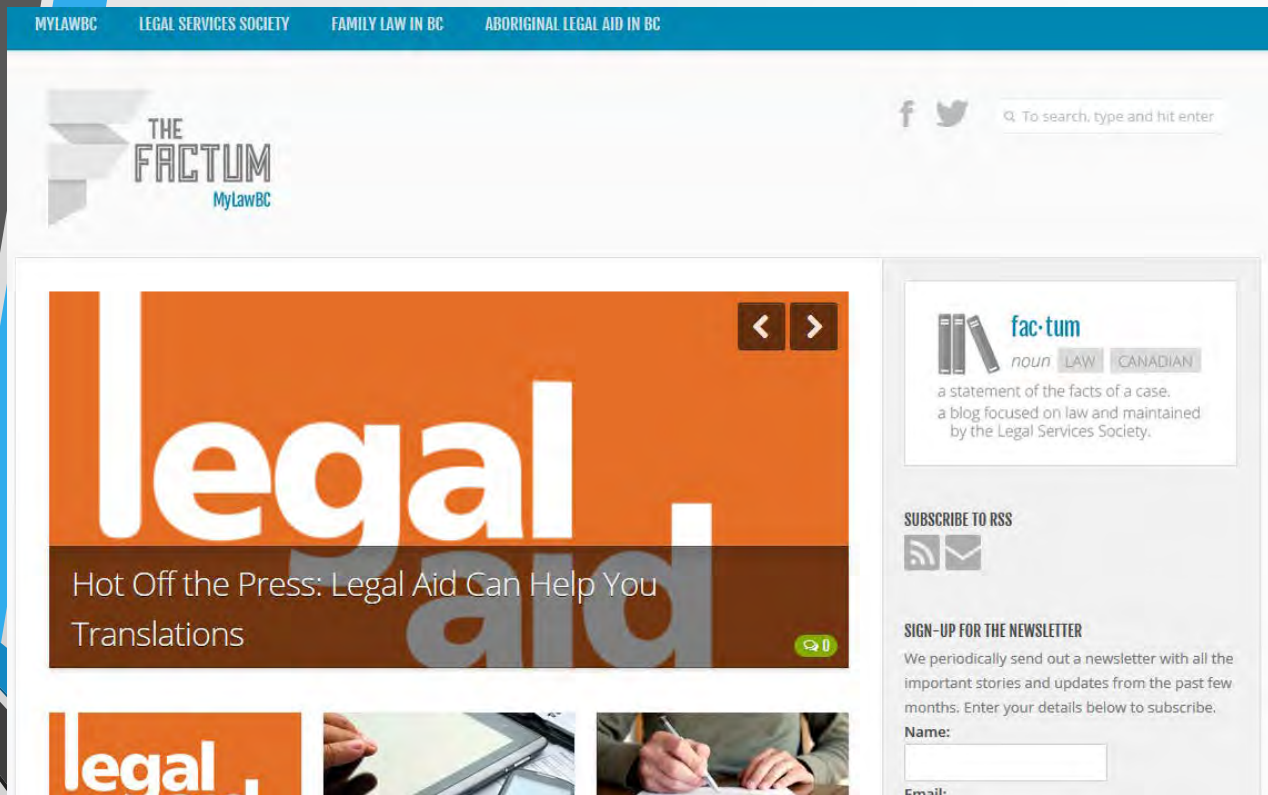 MYLAWBC LEGAL SERVICES SOCIETY FAMILY LAW IN BC ABORIGINAL LEGAL AID IN BC
THE
FACTUM
MyLawBC
f
To search, type and hit enter
legal
aid
Hot Off the Press: Legal Aid Can Help You
Translations
0
legal
fac·tum
noun LAW CANADIAN
a statement of the facts of a case.
a blog focused on law and maintained
by the Legal Services Society.
SUBSCRIBE TO RSS
SIGN-UP FOR THE NEWSLETTER
We periodically send out a newsletter with all the
important stories and updates from the past few
months. Enter your details below to subscribe.
Name:
Email: